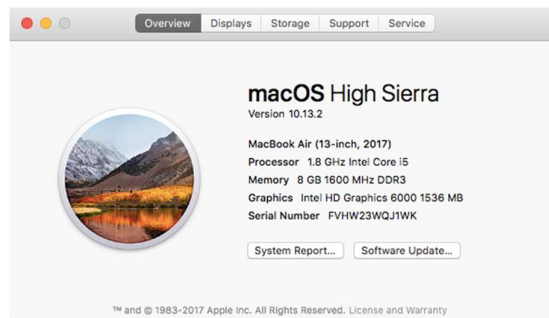 Overview Displays Storage Support Service
macOS High Sierra
Version 10.13.2
MacBook Air (13-inch, 2017)
Processor 1.8 GHz Intel Core i5
Memory 8 GB 1600 MHz DDR3
Graphics Intel HD Graphics 6000 1536 MB
Serial Number FVHW23WQJ1WK
System Report... Software Update...
™ and © 1983-2017 Apple Inc. All Rights Reserved. License and Warranty